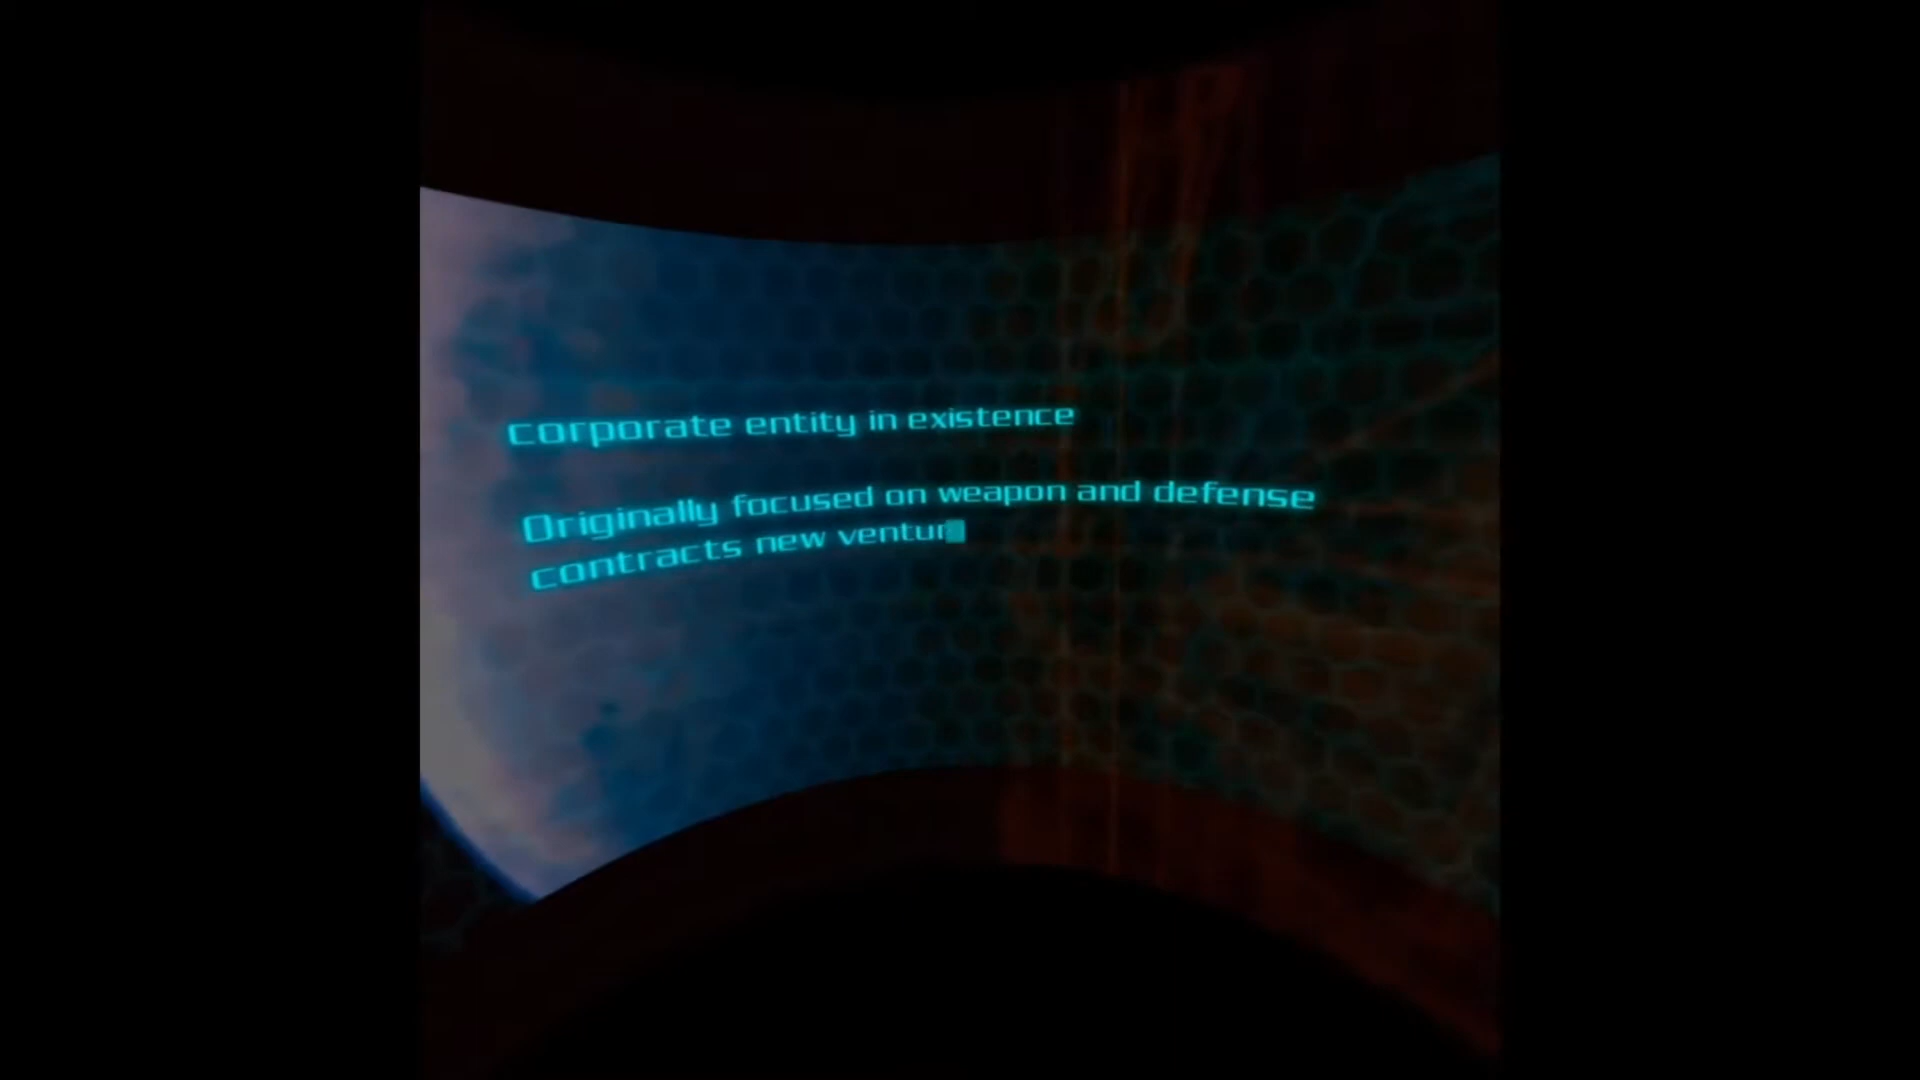 corporate entity in existence
Originally focused on weapon and defense
contracts new ventur